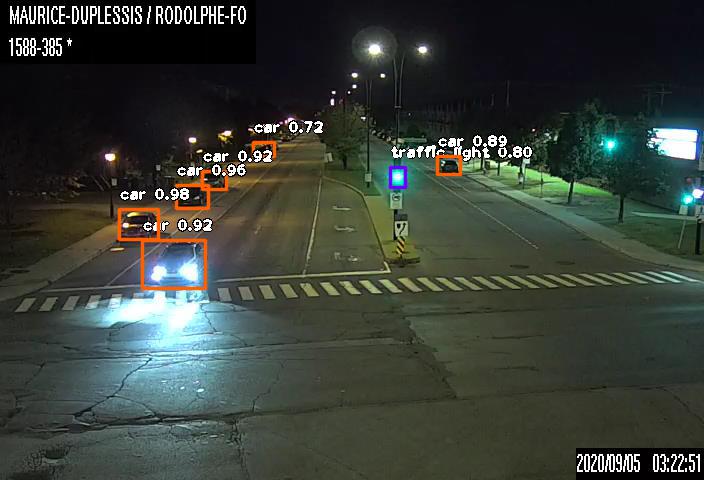 MAURICE-DUPLESSIS / RODOLPHE-FO
1588-385 *
car 0.72
car 0.89
traffic light 0.80
car 0.92
car 0.96
car 0.98
car 0.92
2020/09/05 03:22:51